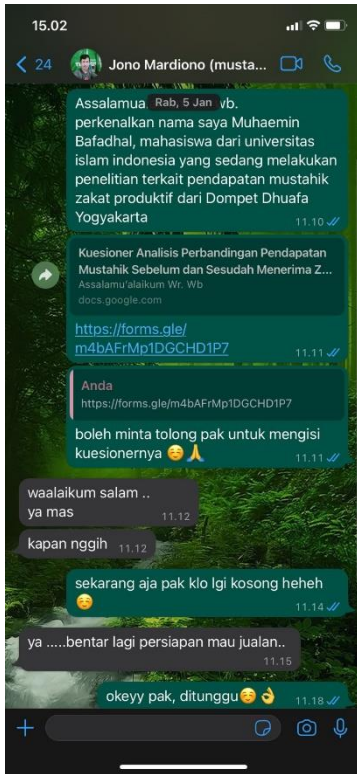 15.02
24
Jono Mardiono (musta...
Rab, 5 Jan
Assalamua vb.
perkenalkan nama saya Muhaemin
Bafadhal, mahasiswa dari universitas
islam indonesia yang sedang melakukan
penelitian terkait pendapatan mustahik
zakat produktif dari Dompet Dhuafa
Yogyakarta
11.10
Kuesioner Analisis Perbandingan Pendapatan
Mustahik Sebelum dan Sesudah Menerima Z...
Assalamu'alaikum Wr. Wb
docs.google.com
https://forms.gle/
m4bAFrMp1DGCHD1P7
11.11
Anda
https://forms.gle/m4bAFrMp1DGCHD1P7
boleh minta tolong pak untuk mengisi
kuesionernya 😊🙏
11.11
waalaikum salam ..
ya mas
11.12
kapan nggih 11.12
sekarang aja pak klo lgi kosong heheh
😊
11.14
ya .....bentar lagi persiapan mau jualan..
11.15
okeyy pak, ditunggu😊👌 11.18